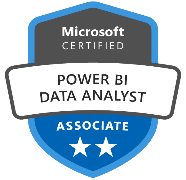 Microsoft
CERTIFIED
POWER BI
DATA ANALYST
ASSOCIATE